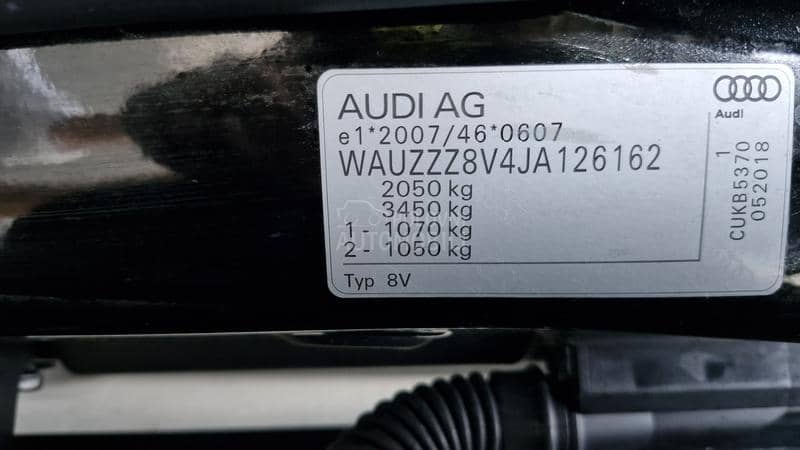 AUDI AG
e1*2007/46*0607
WAUZZZ8V4JA126162
2050 kg
3450 kg
1 - 1070 kg
2 - 1050 kg
Typ 8V
Audi
1
CUKB5370
052018